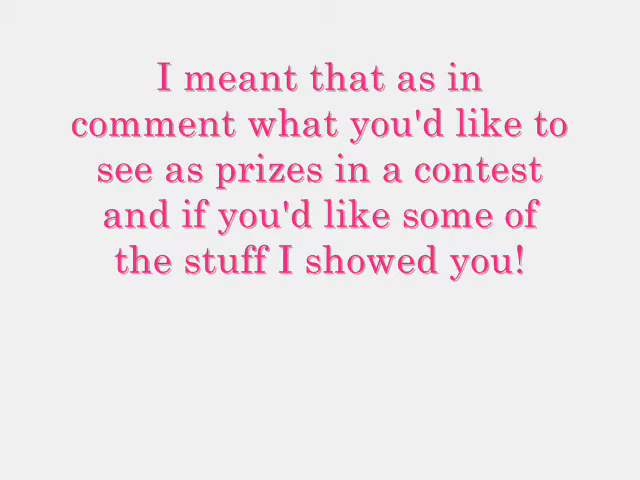 I meant that as in
comment what you'd like to
see as prizes in a contest
and if you'd like some of
the stuff I showed you!